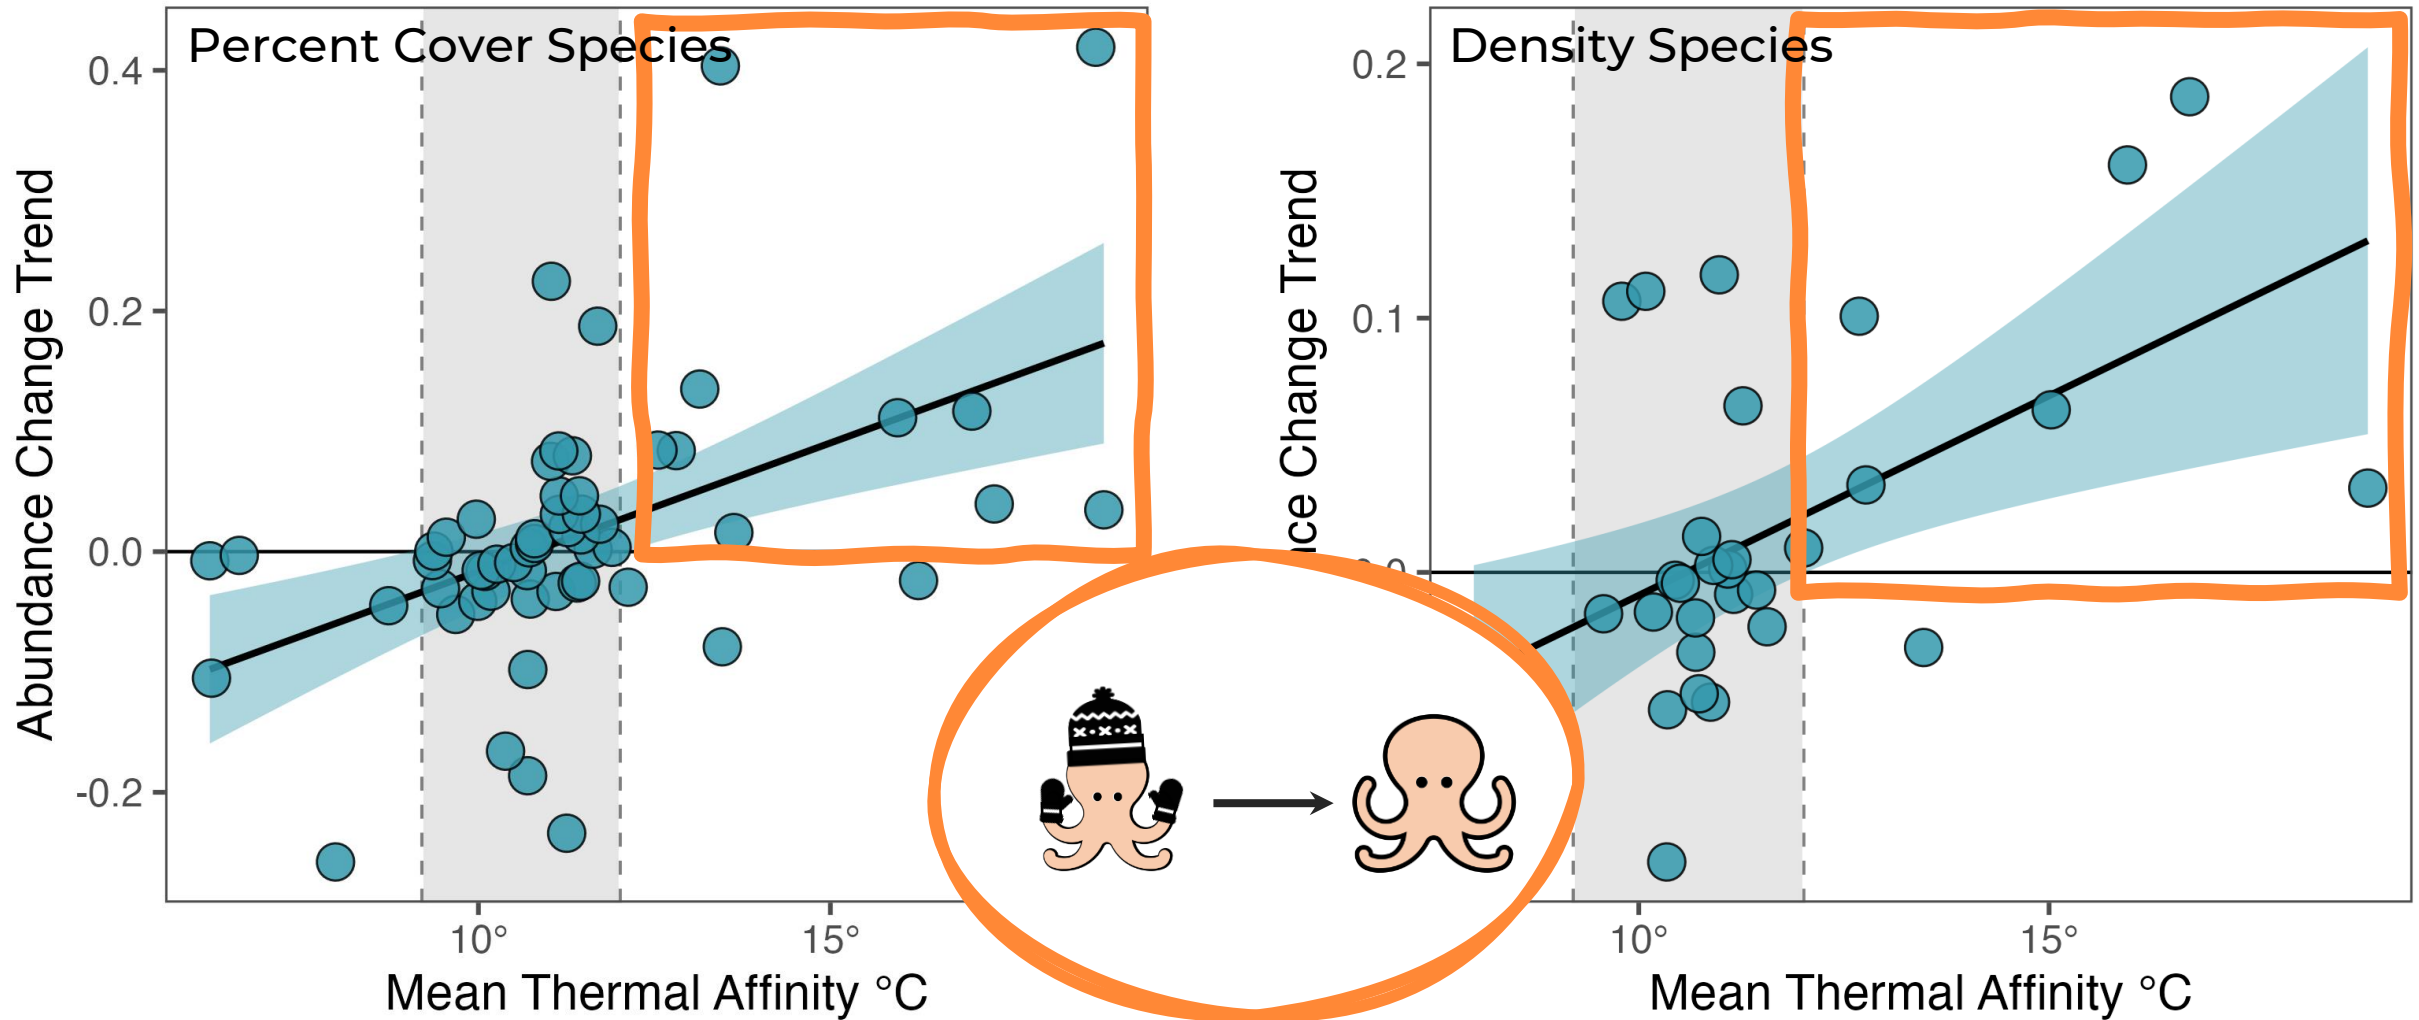 Percent Cover Species
0.4
0.2
0.0
-0.2
Abundance Change Trend
10°
15°
Mean Thermal Affinity °C
Density Species
0.2
0.1
Change Trend
10°
15°
Mean Thermal Affinity °C